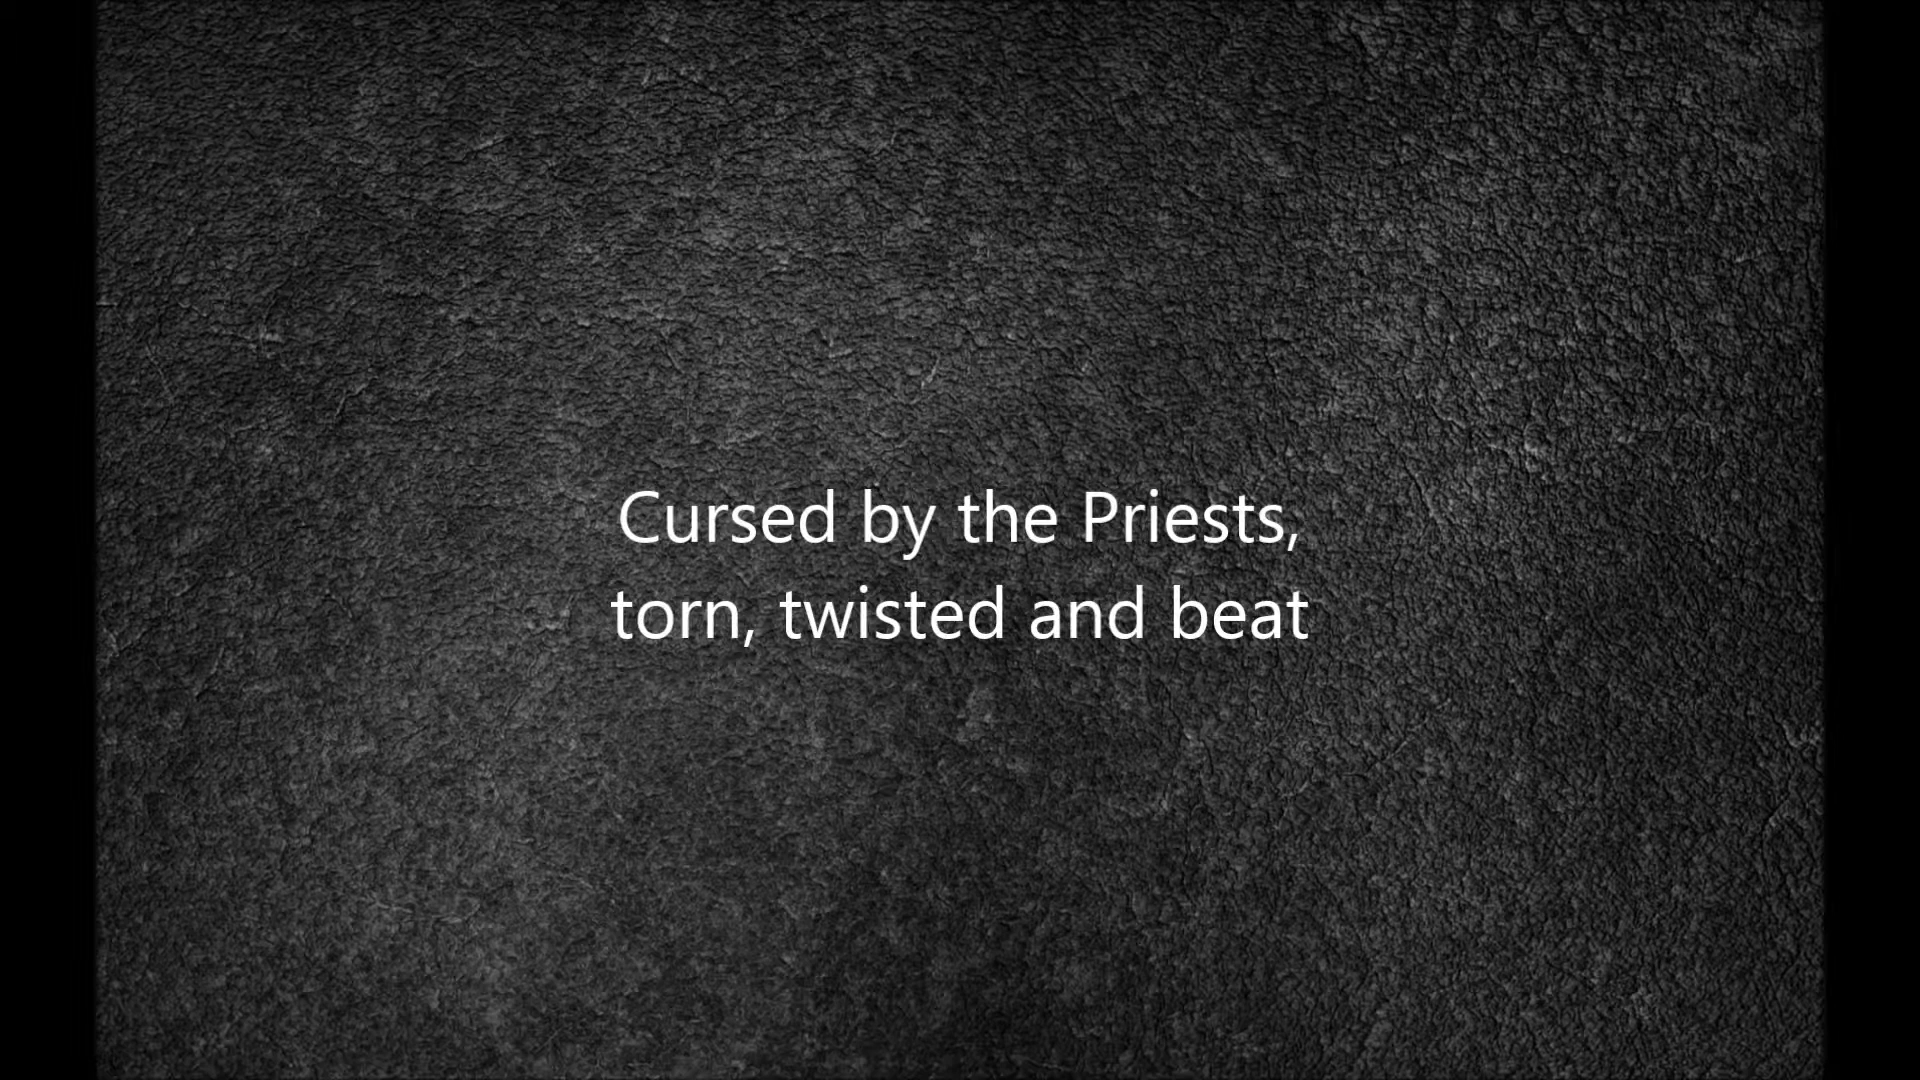 Cursed by the Priests,
torn, twisted and beat